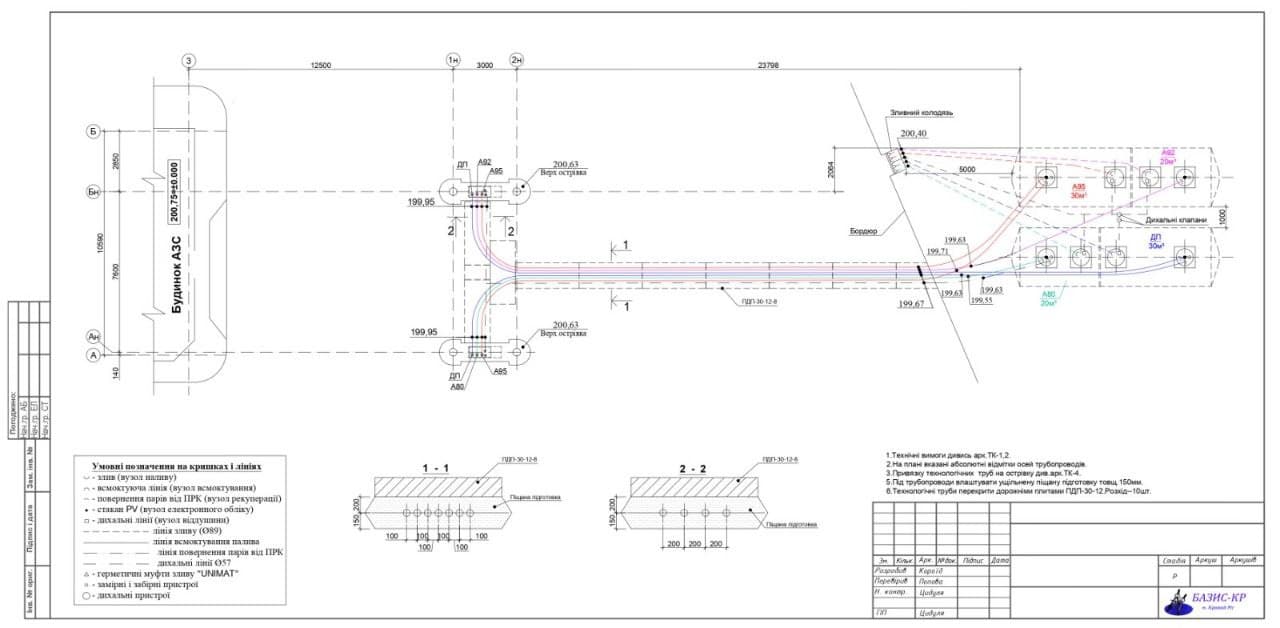 3
1н
2н
12500
3000
23798
Зливний колодязь
200,40
Б
2850
Бн
10590
7600
Ан
А
140
Будинок АЗС
200,75=±0.000
ДП
А92
А95
200,63
Верх острівка
199,95
2
2
1
1
2064
5000
А92
20м³
А95
30м³
1000
Дихальні клапани
Бордюр
ДП
30м³
199,63
199,71
199,63
199,63
199,55
199,67
А80
20м³
ПДП-30-12-8
199,95
200,63
Верх острівка
ДП
А80
А95
Погоджено:
Нач.гр. АБ
Нач.гр. ЕП
Нач.гр. СТ
Зам. інв. №
Підпис і дата
Інв. № ориг.
Умовні позначення на кришках і лініях
- злив (вузол наливу)
- всмоктуюча лінія (вузол всмоктування)
- повернення парів від ПРК (вузол рекуперації)
- стакан PV (вузол електронного обліку)
- дихальні лінії (вузол віддушини)
лінія зливу (Ø89)
лінія всмоктування палива
лінія повернення парів від ПРК
дихальні лінії Ø57
- герметичні муфти зливу "UNIMAT"
- замірні і забірні пристрої
- дихальні пристрої
1 - 1
ПДП-30-12-8
Піщана підготовка
150
200
100
100
100
100
100
2 - 2
ПДП-30-12-6
Піщана підготовка
150
200
200
200
200
1.Технічні вимоги дивись арк.ТК-1,2.
2.На плані вказані абсолютні відмітки осей трубопроводів.
3.Привязку технологічних труб на острівку див.арк.ТК-4.
5.Під трубопроводи влаштувати ущільнену піщану підготовку товщ.150мм.
6.Технологічні труби перекрити дорожніми плитами ПДП-30-12.Розхід~10шт.
Зм. Кільк Арк. №док. Підпис Дата
Розробив Короїд
Перевірив Попова
Н. контр. Цидуля
ГІП Цидуля
Стадія Аркуш Аркушів
Р
БАЗИС-КР
м. Кривий Ріг